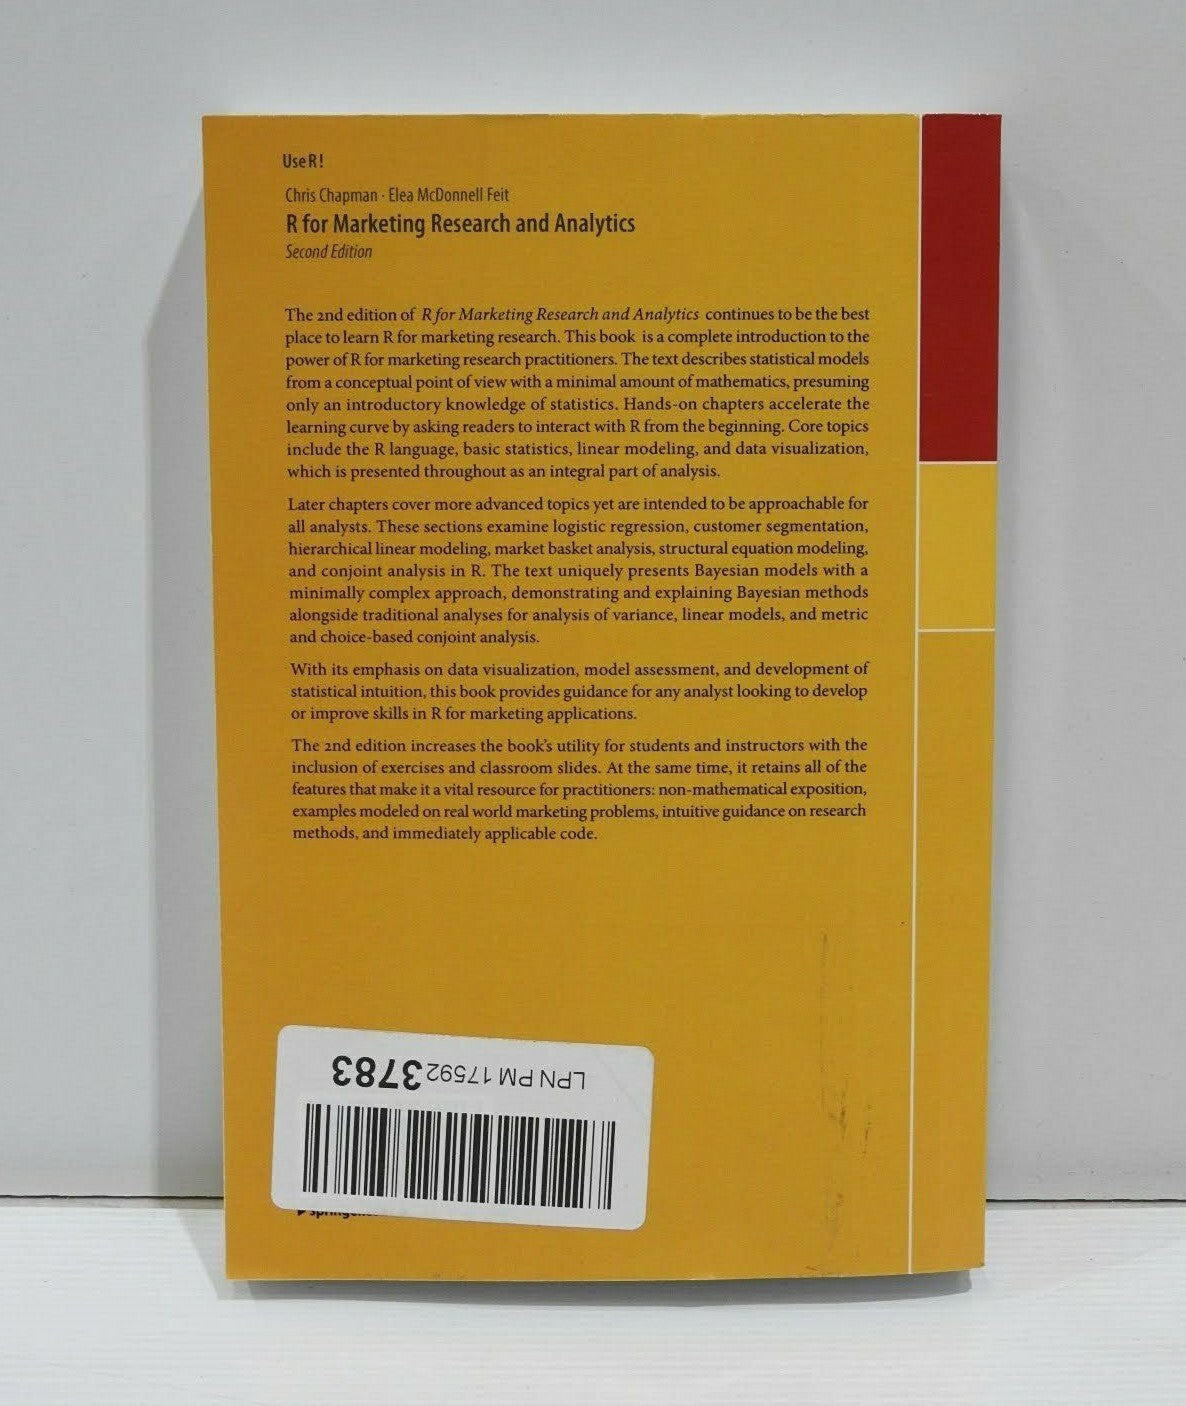 Use R!
Chris Chapman · Elea McDonnell Feit
R for Marketing Research and Analytics
Second Edition
The 2nd edition of R for Marketing Research and Analytics continues to be the best
place to learn R for marketing research. This book is a complete introduction to the
power of R for marketing research practitioners. The text describes statistical models
from a conceptual point of view with a minimal amount of mathematics, presuming
only an introductory knowledge of statistics. Hands-on chapters accelerate the
learning curve by asking readers to interact with R from the beginning. Core topics
include the R language, basic statistics, linear modeling, and data visualization,
which is presented throughout as an integral part of analysis.
Later chapters cover more advanced topics yet are intended to be approachable for
all analysts. These sections examine logistic regression, customer segmentation,
hierarchical linear modeling, market basket analysis, structural equation modeling,
and conjoint analysis in R. The text uniquely presents Bayesian models with a
minimally complex approach, demonstrating and explaining Bayesian methods
alongside traditional analyses for analysis of variance, linear models, and metric
and choice-based conjoint analysis.
With its emphasis on data visualization, model assessment, and development of
statistical intuition, this book provides guidance for any analyst looking to develop
or improve skills in R for marketing applications.
The 2nd edition increases the book's utility for students and instructors with the
inclusion of exercises and classroom slides. At the same time, it retains all of the
features that make it a vital resource for practitioners: non-mathematical exposition,
examples modeled on real world marketing problems, intuitive guidance on research
methods, and immediately applicable code.
LPN PM 17592 3783